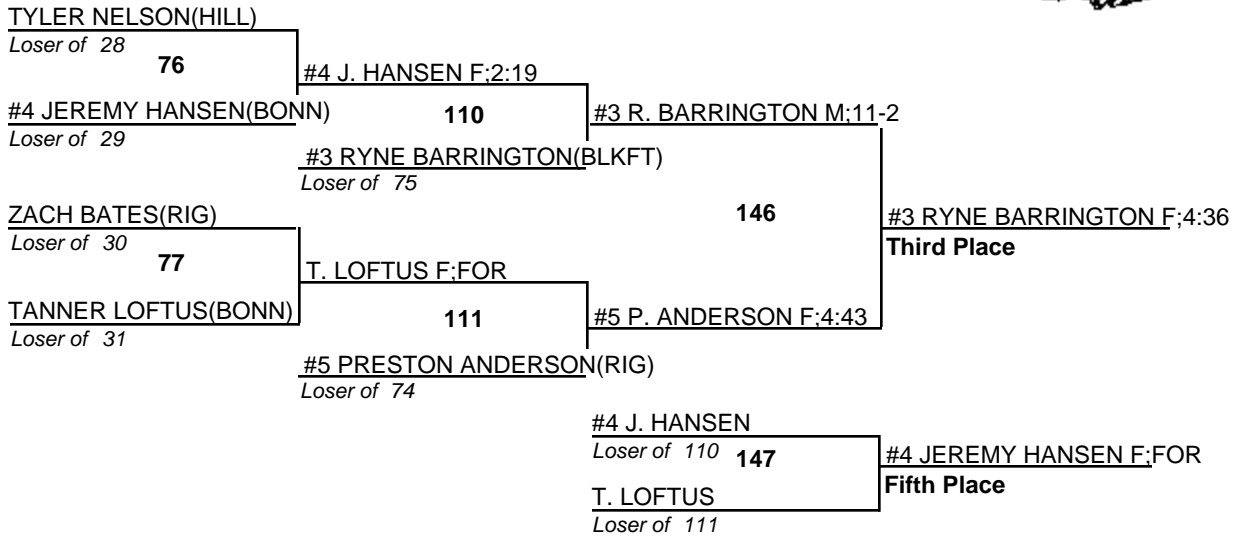 TYLER NELSON(HILL)
Loser of 28
76
#4 J. HANSEN F;2:19
#4 JEREMY HANSEN(BONN)
Loser of 29
110
#3 R. BARRINGTON M;11-2
#3 RYNE BARRINGTON(BLKFT)
Loser of 75
ZACH BATES(RIG)
Loser of 30
77
146
#3 RYNE BARRINGTON F;4:36
Third Place
T. LOFTUS F;FOR
TANNER LOFTUS(BONN)
Loser of 31
111
#5 P. ANDERSON F;4:43
#5 PRESTON ANDERSON(RIG)
Loser of 74
#4 J. HANSEN
Loser of 110
147
#4 JEREMY HANSEN F;FOR
Fifth Place
T. LOFTUS
Loser of 111